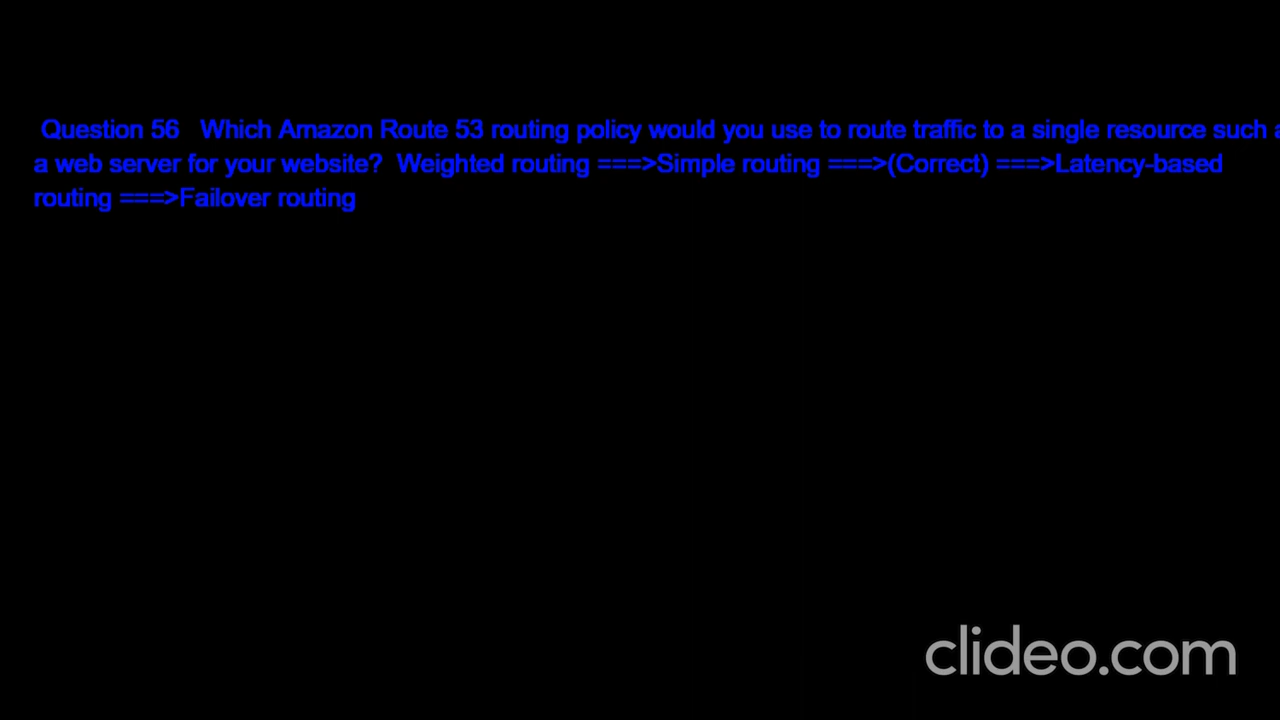 Question 56   Which Amazon Route 53 routing policy would you use to route traffic to a single resource such
a web server for your website?  Weighted routing ===>Simple routing ===>(Correct) ===>Latency-based
routing ===>Failover routing
clideo.com